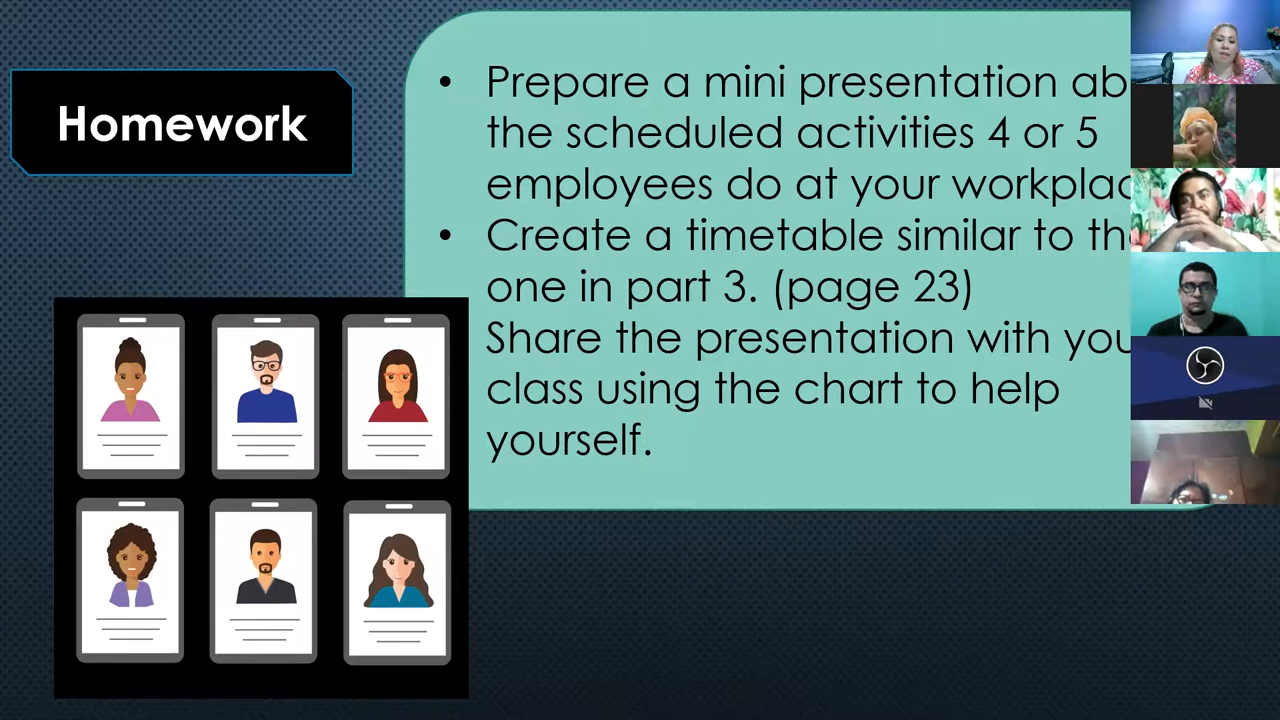 Homework
• Prepare a mini presentation ab
the scheduled activities 4 or 5
employees do at your workplac
• Create a timetable similar to th
one in part 3. (page 23)
Share the presentation with you
class using the chart to help
yourself.